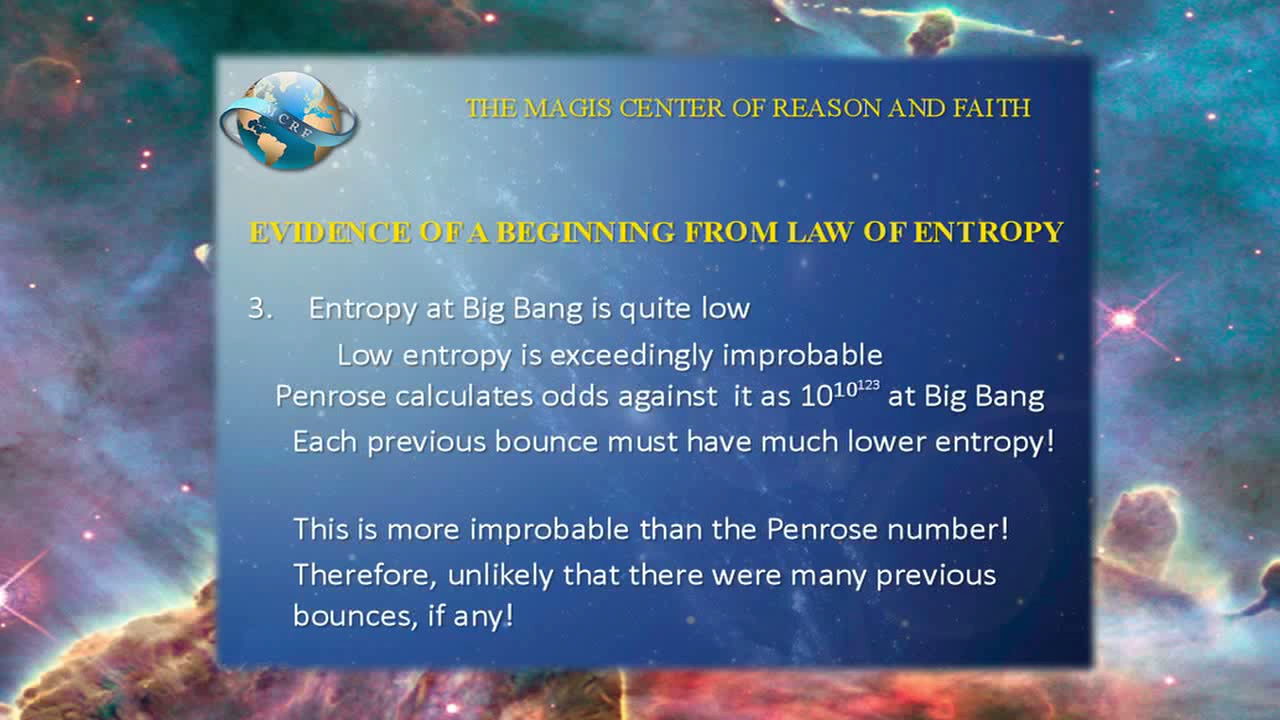 CRF
THE MAGIS CENTER OF REASON AND FAITH
EVIDENCE OF A BEGINNING FROM LAW OF ENTROPY
3. Entropy at Big Bang is quite low
Low entropy is exceedingly improbable
Penrose calculates odds against it as 10^10^123 at Big Bang
Each previous bounce must have much lower entropy!
This is more improbable than the Penrose number!
Therefore, unlikely that there were many previous
bounces, if any!